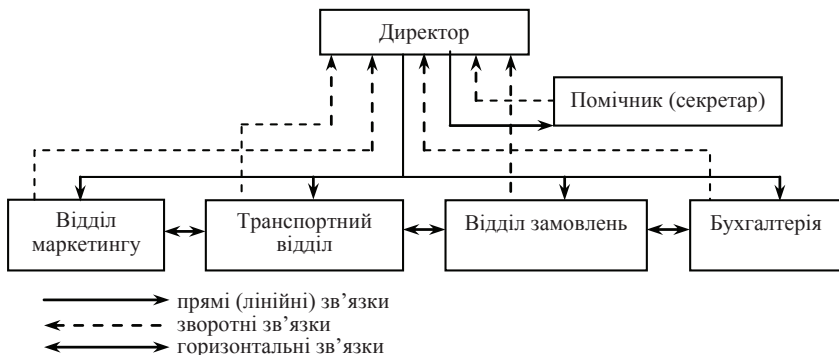 Директор
Помічник (секретар)
Відділ
маркетингу
Транспортний
відділ
Відділ замовлень
Бухгалтерія
прямі (лінійні) зв’язки
зворотні зв’язки
горизонтальні зв’язки